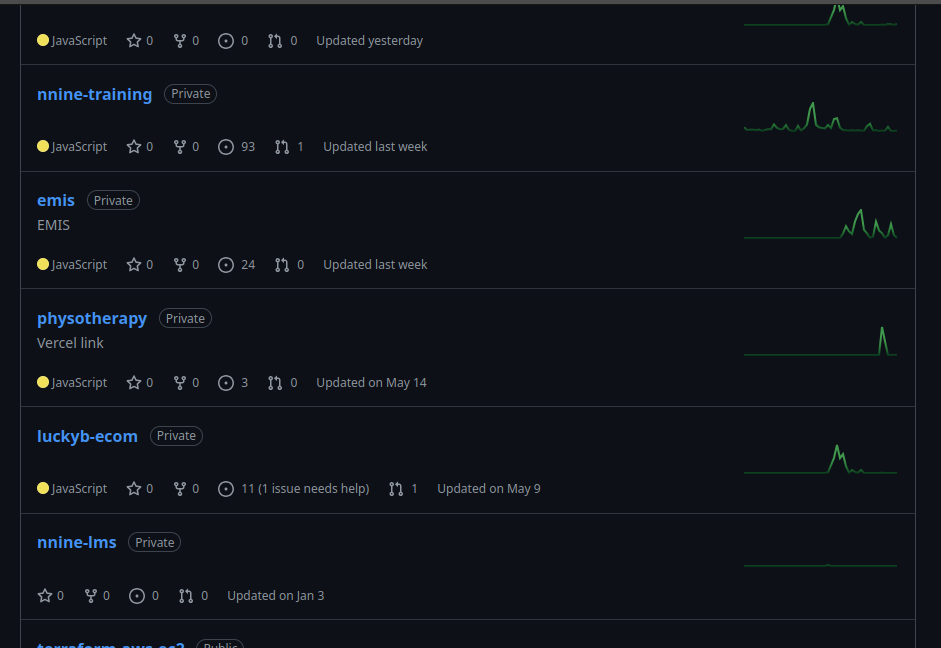 JavaScript 0 0 0 0 Updated yesterday
nnine-training Private
JavaScript 0 0 93 1 Updated last week
emis Private
EMIS
JavaScript 0 0 24 0 Updated last week
physotherapy Private
Vercel link
JavaScript 0 0 3 0 Updated on May 14
luckyb-ecom Private
JavaScript 0 0 11 (1 issue needs help) 1 Updated on May 9
nnine-lms Private
0 0 0 0 Updated on Jan 3
terraform-aws-ec2 Public